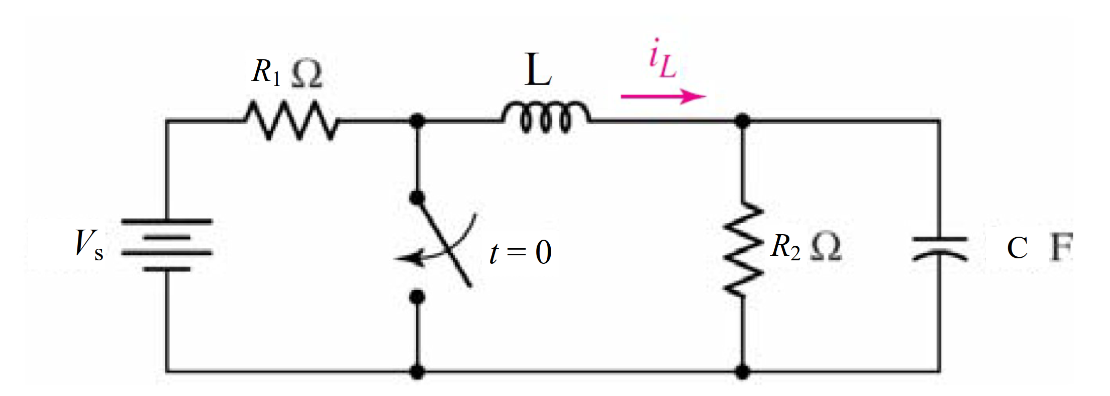 R₁ Ω
L
i_L
V_s
t = 0
R₂ Ω
C F